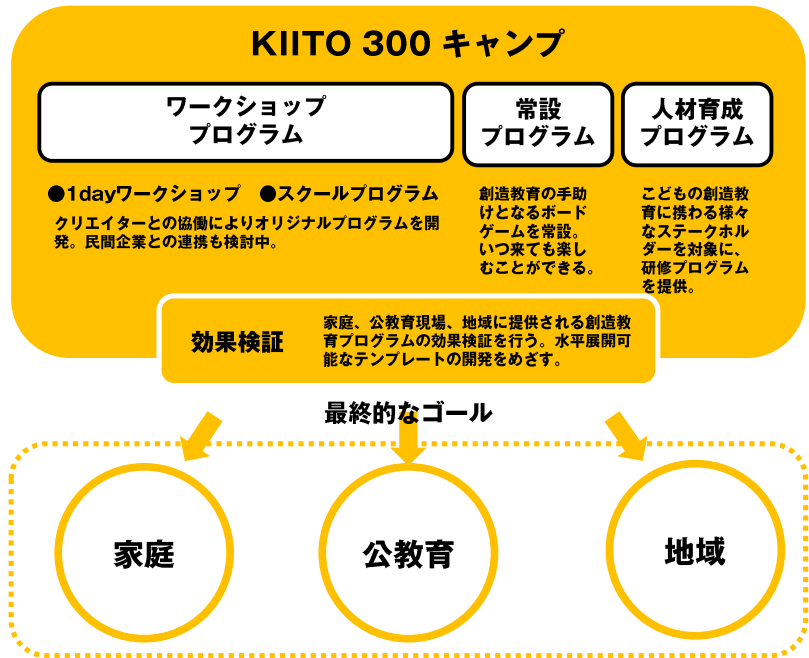 KIITO 300 キャンプ
ワークショップ
プログラム
常設
プログラム
人材育成
プログラム
●1dayワークショップ ●スクールプログラム
クリエイターとの協働によりオリジナルプログラムを開
発。民間企業との連携も検討中。
創造教育の手助
けとなるボード
ゲームを常設。
いつ来ても楽し
むことができる。
こどもの創造教
育に携わる様々
なステークホル
ダーを対象に、
研修プログラム
を提供。
効果検証
家庭、公教育現場、地域に提供される創造教
育プログラムの効果検証を行う。水平展開可
能なテンプレートの開発をめざす。
最終的なゴール
家庭
公教育
地域